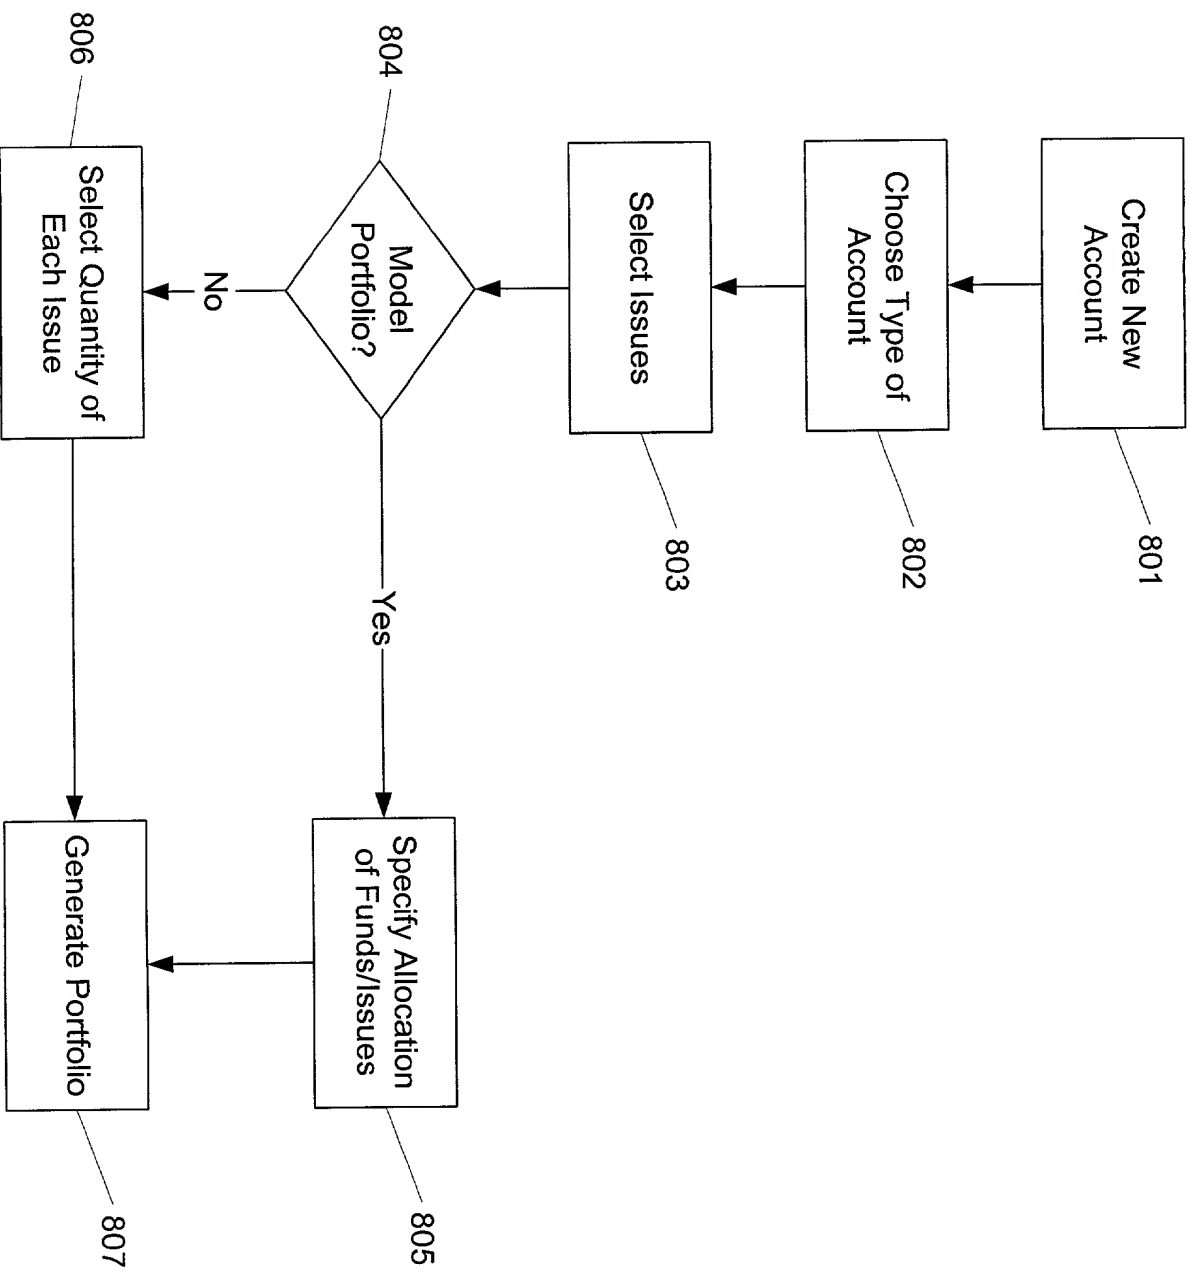 Create New
Account
801
Choose Type of
Account
802
Select Issues
803
804
Model
Portfolio?
Yes
Specify Allocation
of Funds/Issues
805
No
806
Select Quantity of
Each Issue
Generate Portfolio
807